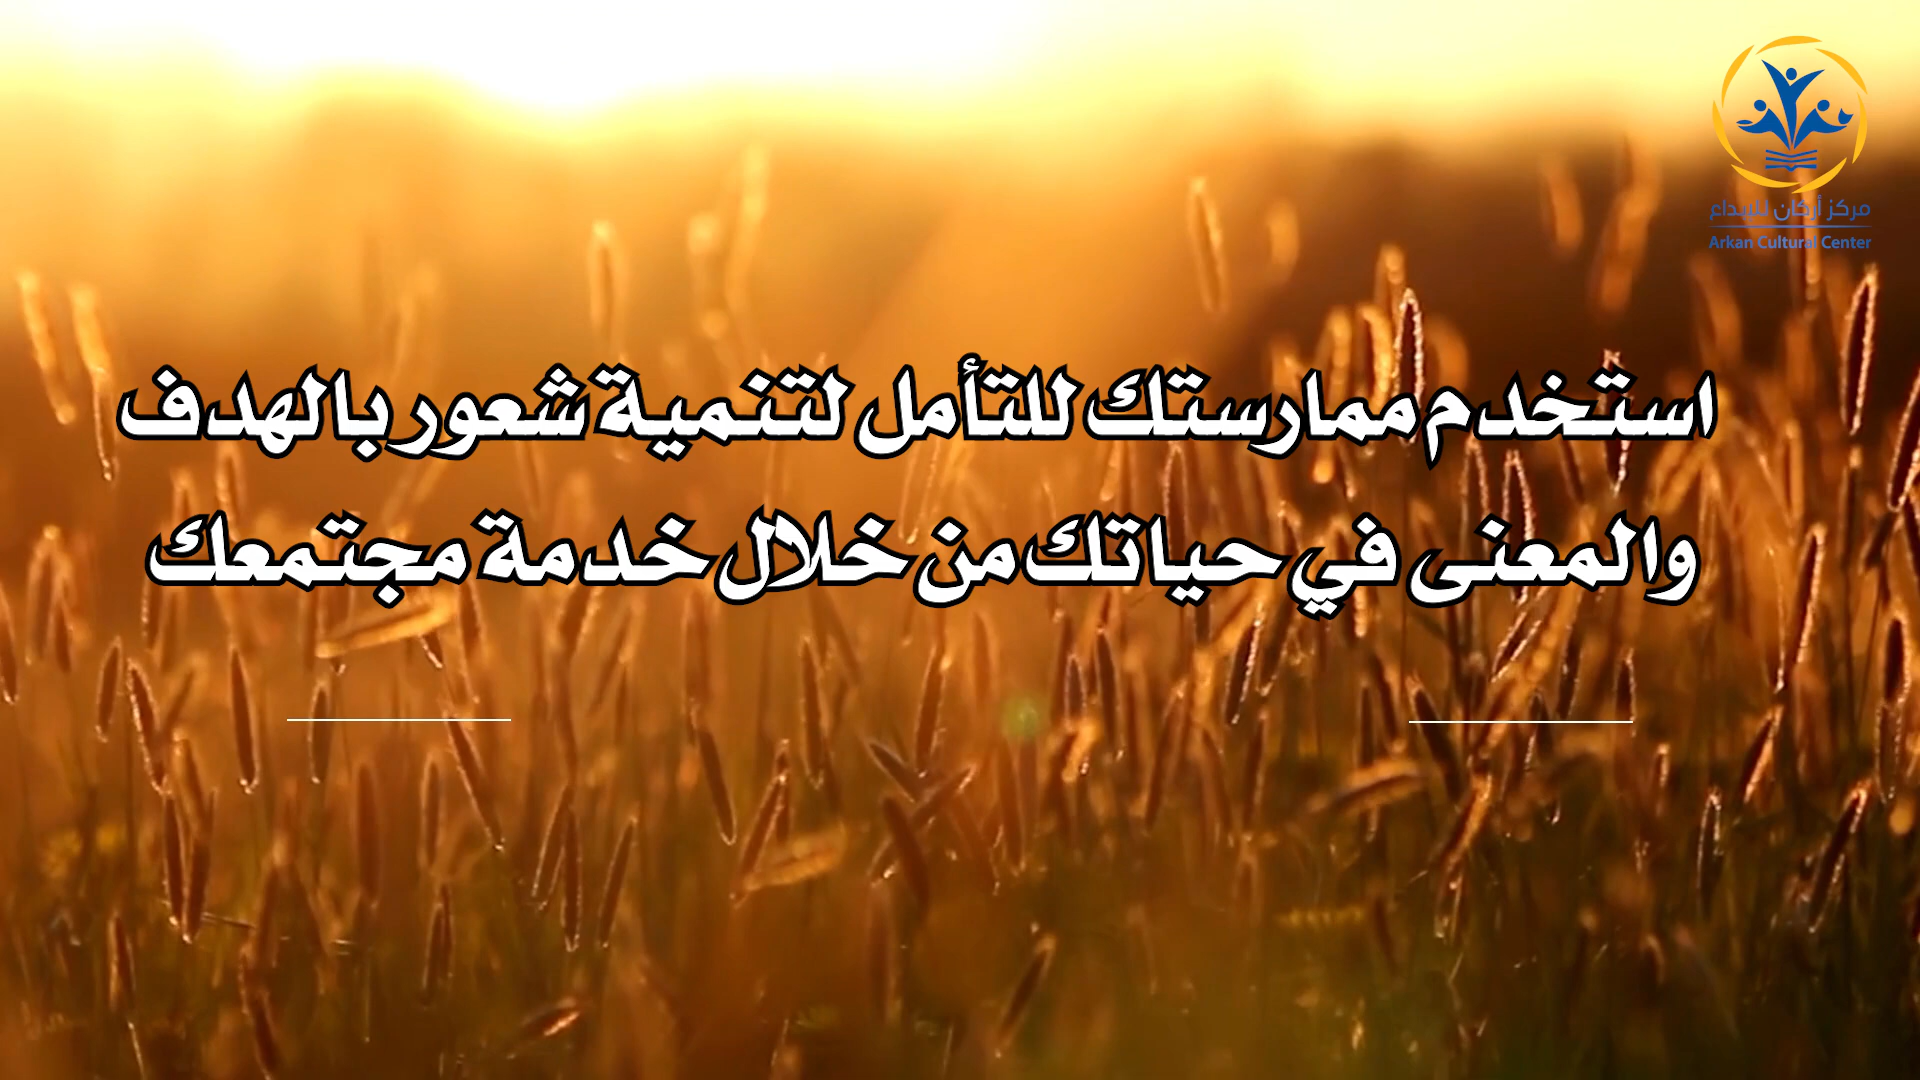 مركز أركان للإبداع
Arkan Cultural Center
استخدم ممارستك للتأمل لتنمية شعور بالهدف
والمعنى في حياتك من خلال خدمة مجتمعك